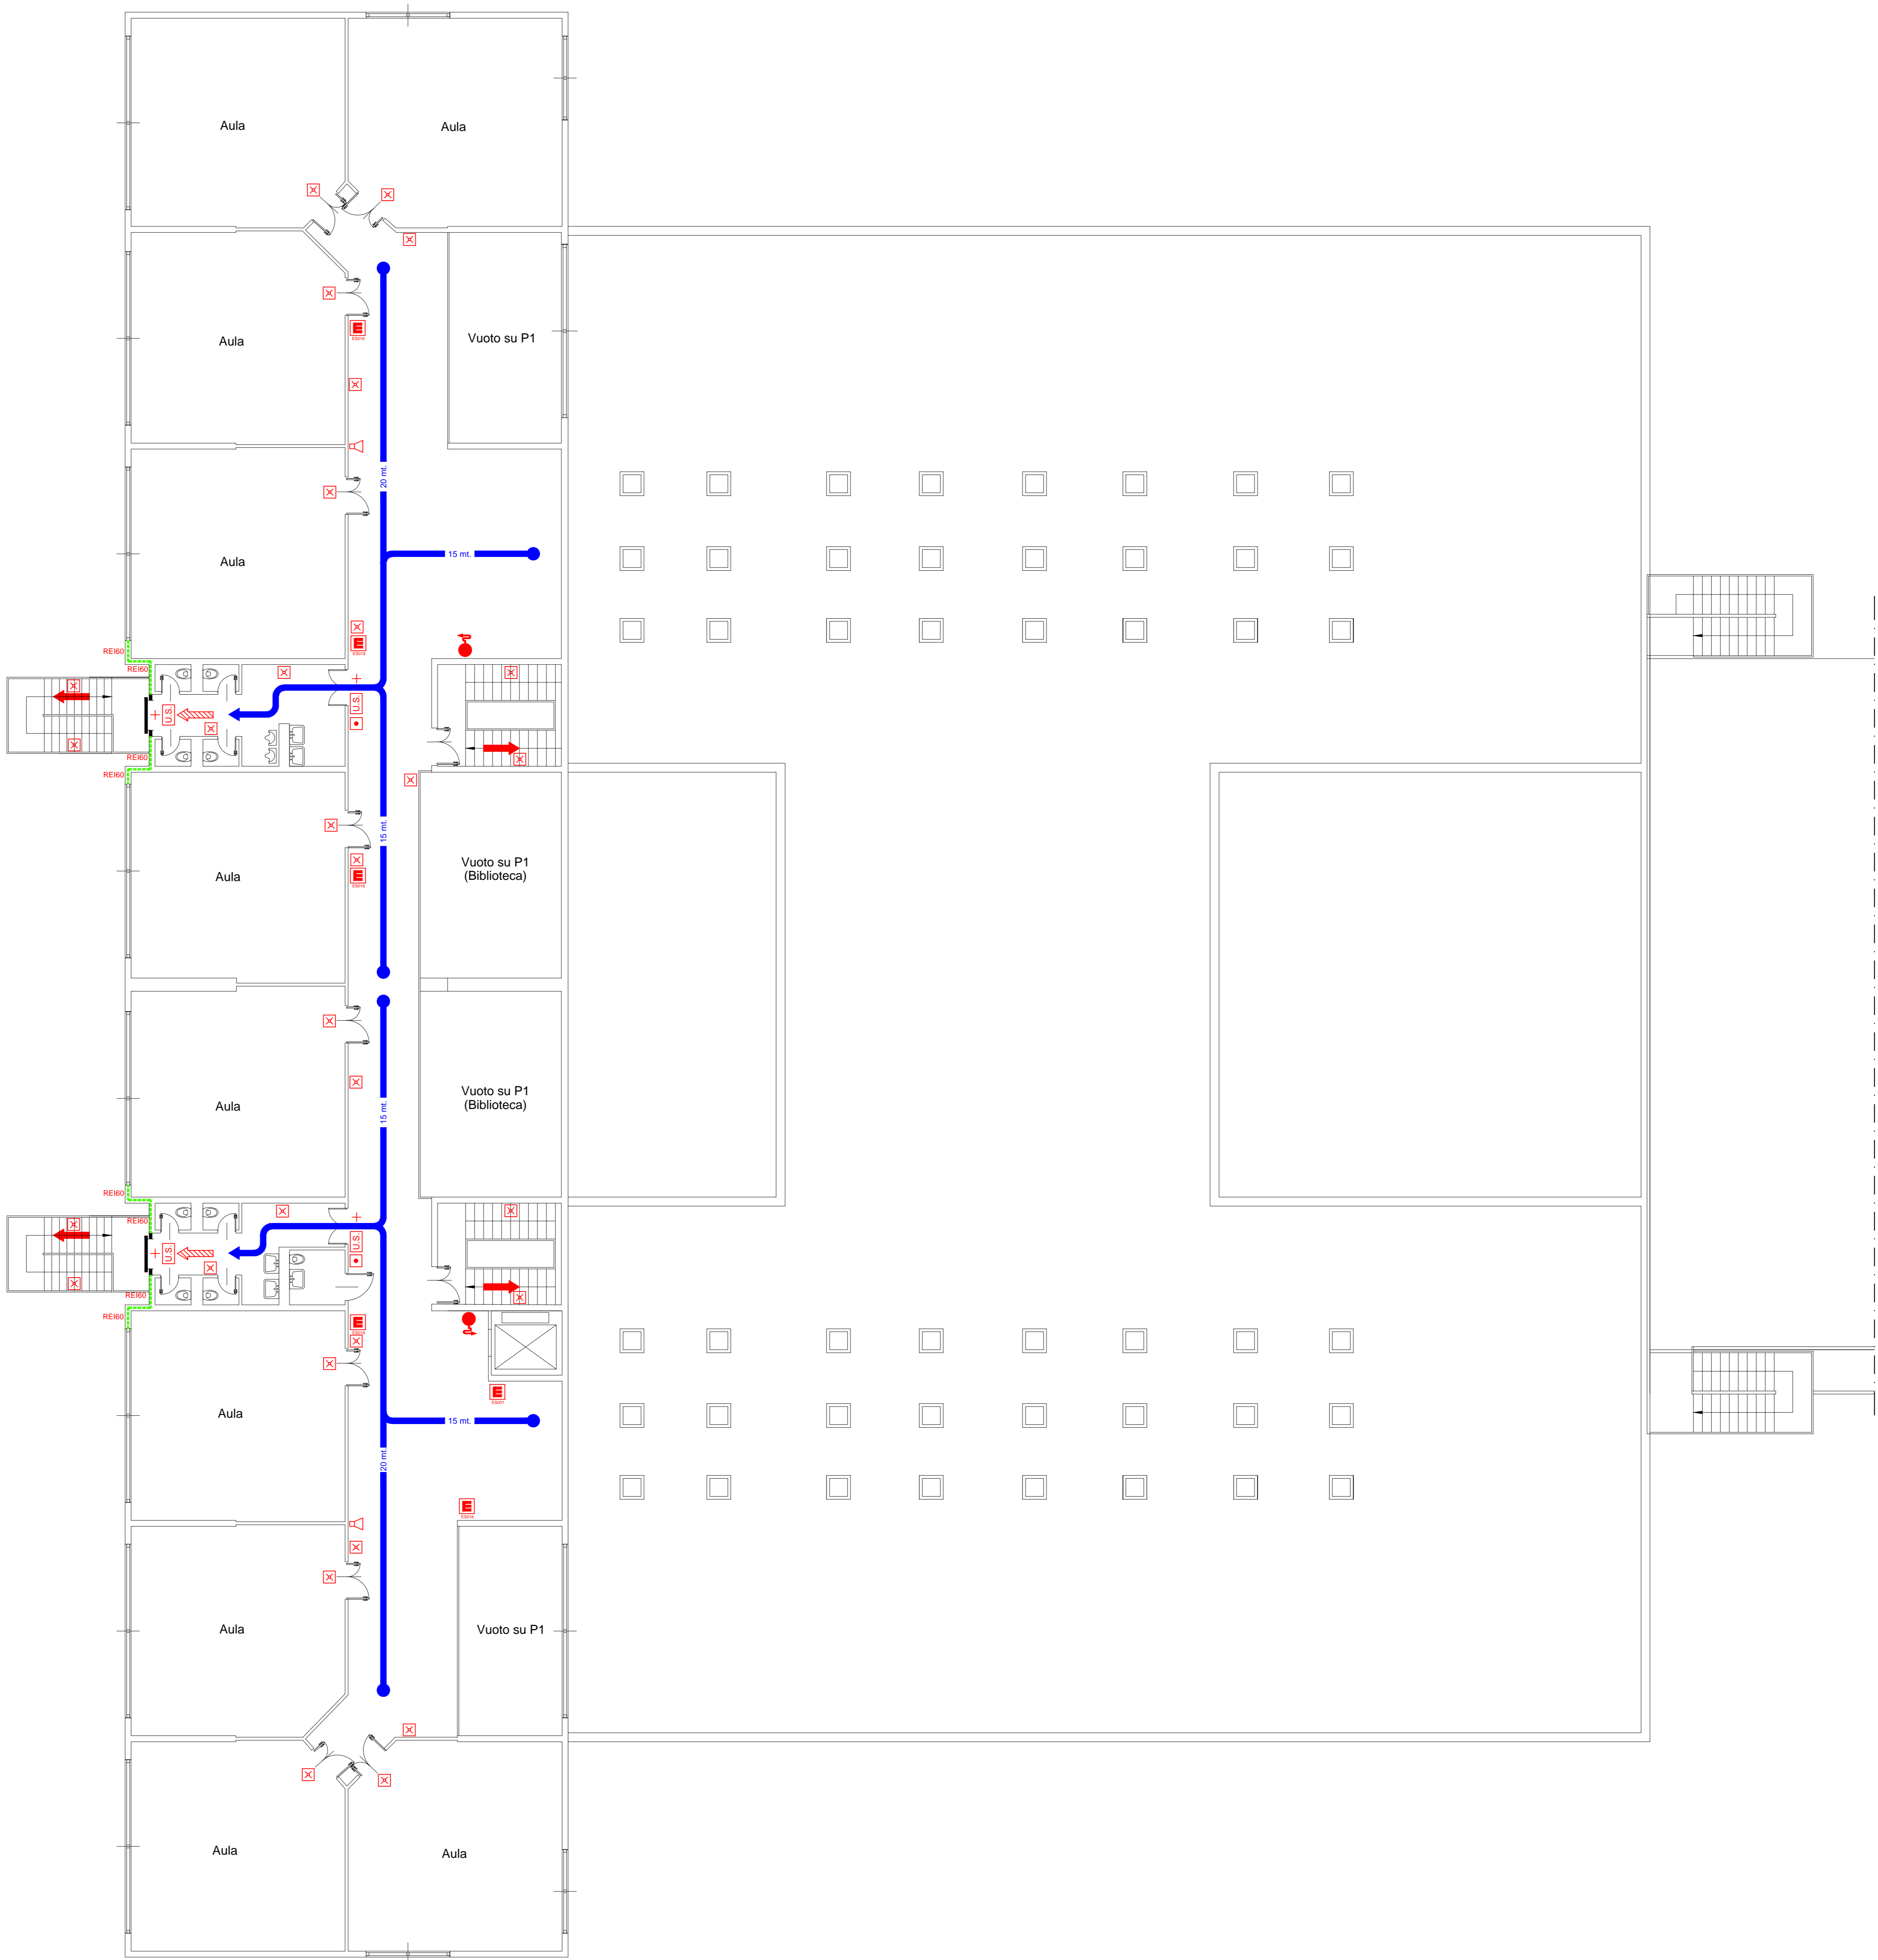 Aula
Aula
Aula
Vuoto su P1
20 mt.
Aula
15 mt.
REI60
REI60
U.S.
U.S.
REI60
REI60
15 mt.
Vuoto su P1
(Biblioteca)
Aula
Vuoto su P1
(Biblioteca)
15 mt.
Aula
REI60
REI60
U.S.
U.S.
REI60
REI60
ES001
Aula
15 mt.
20 mt.
Aula
Vuoto su P1
Aula
Aula